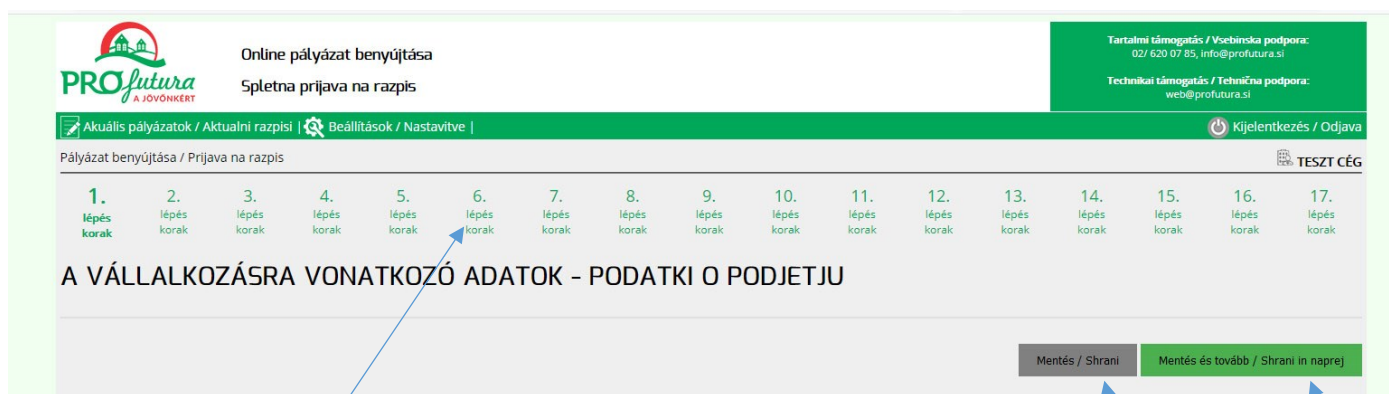 PROfutura
A JÖVŐNKÉRT
Online pályázat benyújtása
Spletna prijava na razpis
Tartalmi támogatás / Vsebinska podpora:
02/ 620 07 85, info@profutura.si
Technikai támogatás / Tehnična podpora:
web@profutura.si
Akuális pályázatok / Aktualni razpisi | Beállítások / Nastavitve |
Kijelentkezés / Odjava
Pályázat benyújtása / Prijava na razpis
TESZT CÉG
1. 2. 3. 4. 5. 6. 7. 8. 9. 10. 11. 12. 13. 14. 15. 16. 17.
lépés lépés lépés lépés lépés lépés lépés lépés lépés lépés lépés lépés lépés lépés lépés lépés lépés
korak korak korak korak korak korak korak korak korak korak korak korak korak korak korak korak korak
A VÁLLALKOZÁSRA VONATKOZÓ ADATOK - PODATKI O PODJETJU
Mentés / Shrani
Mentés és tovább / Shrani in naprej